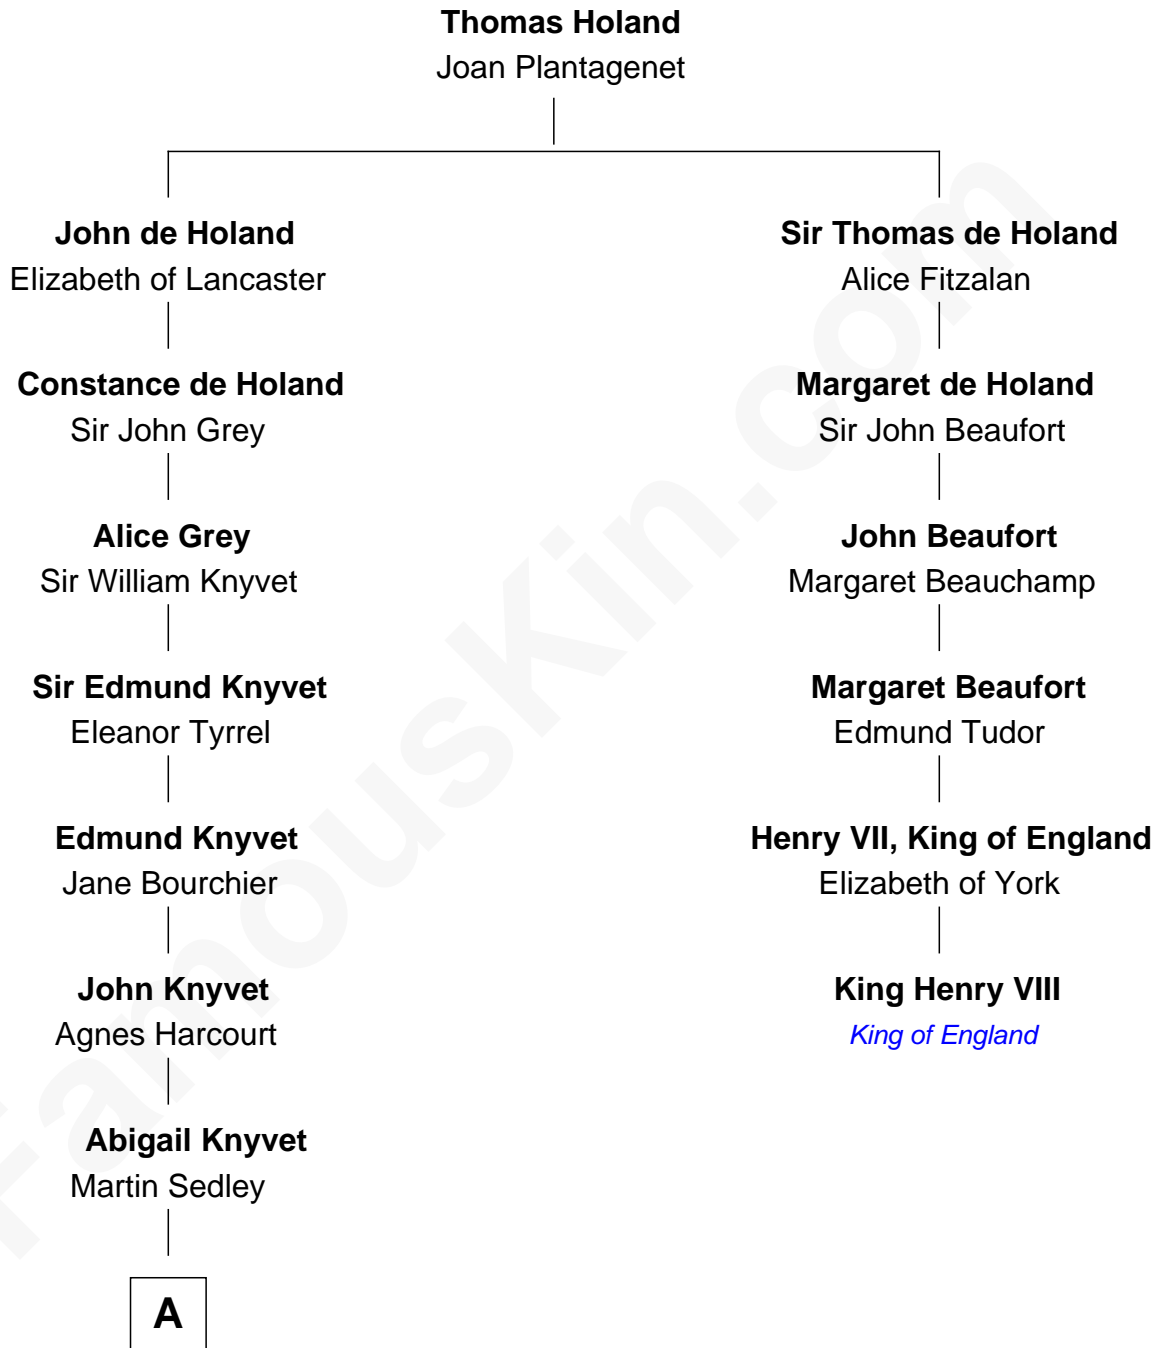 Thomas Holand
Joan Plantagenet
John de Holand
Elizabeth of Lancaster
Constance de Holand
Sir John Grey
Alice Grey
Sir William Knyvet
Sir Edmund Knyvet
Eleanor Tyrrel
Edmund Knyvet
Jane Bourchier
John Knyvet
Agnes Harcourt
Abigail Knyvet
Martin Sedley
A
Sir Thomas de Holand
Alice Fitzalan
Margaret de Holand
Sir John Beaufort
John Beaufort
Margaret Beauchamp
Margaret Beaufort
Edmund Tudor
Henry VII, King of England
Elizabeth of York
King Henry VIII
King of England
FamousKin.com